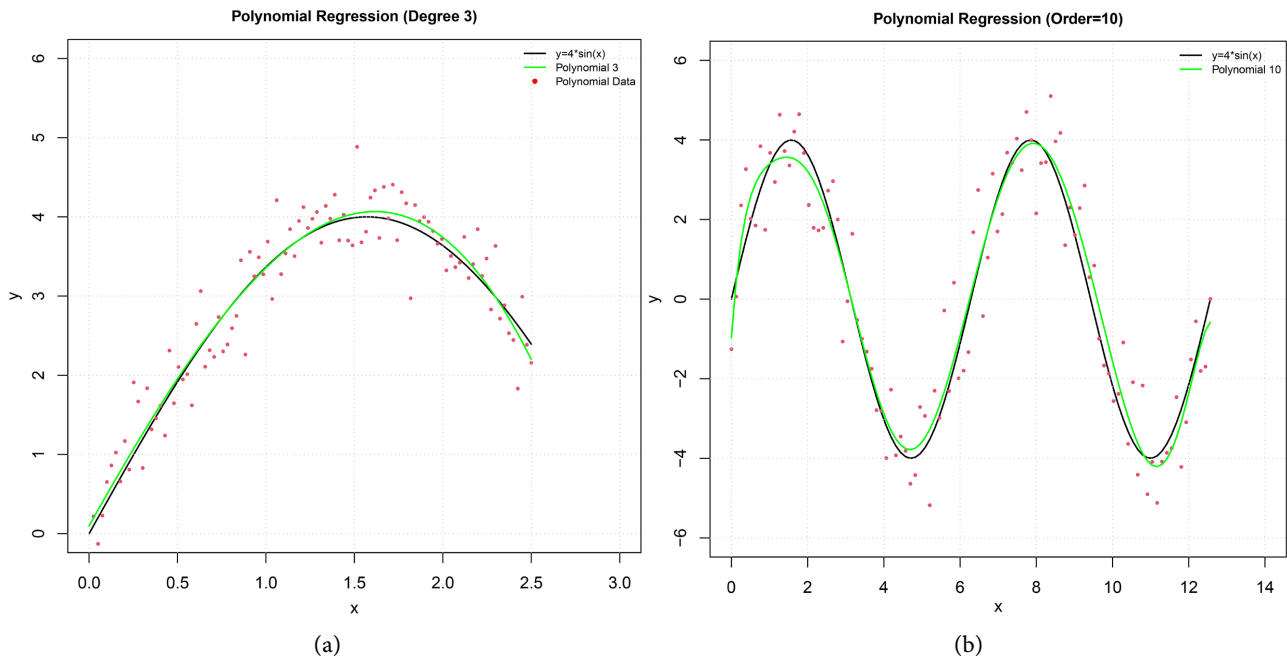 Polynomial Regression (Degree 3)
y=4*sin(x)
Polynomial 3
Polynomial Data
6
5
4
3
2
1
0
y
0.0 0.5 1.0 1.5 2.0 2.5 3.0
x
(a)
Polynomial Regression (Order=10)
y=4*sin(x)
Polynomial 10
6
4
2
0
−2
−4
−6
y
0 2 4 6 8 10 12 14
x
(b)